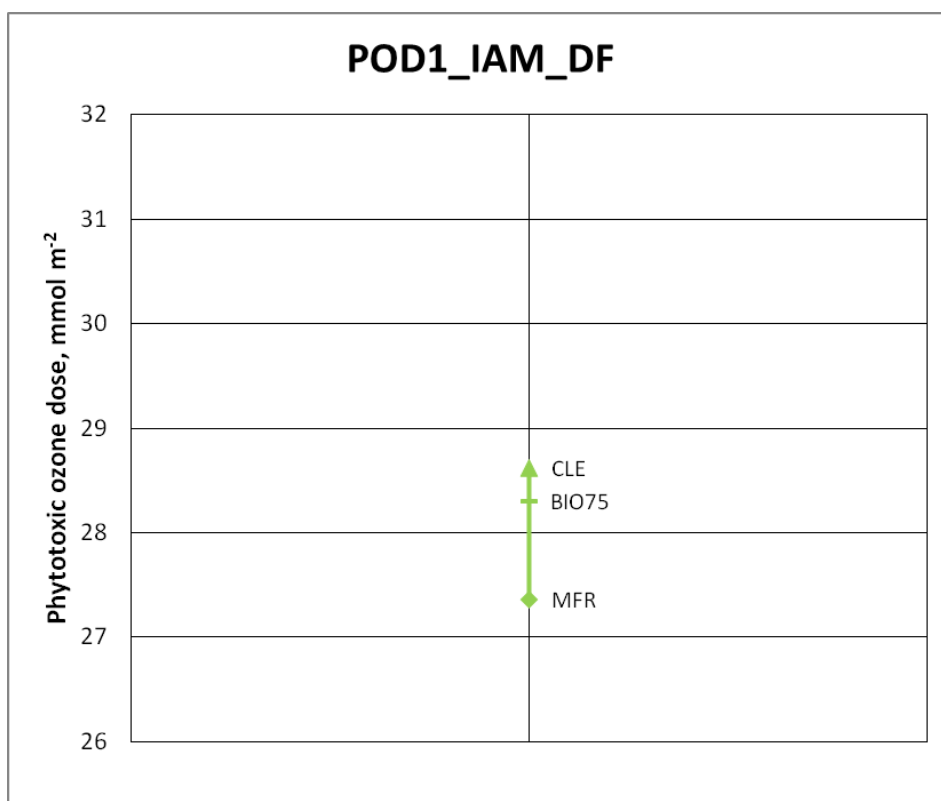 POD1_IAM_DF
Phytotoxic ozone dose, mmol m⁻²
32
31
30
29
28
27
26
CLE
BIO75
MFR